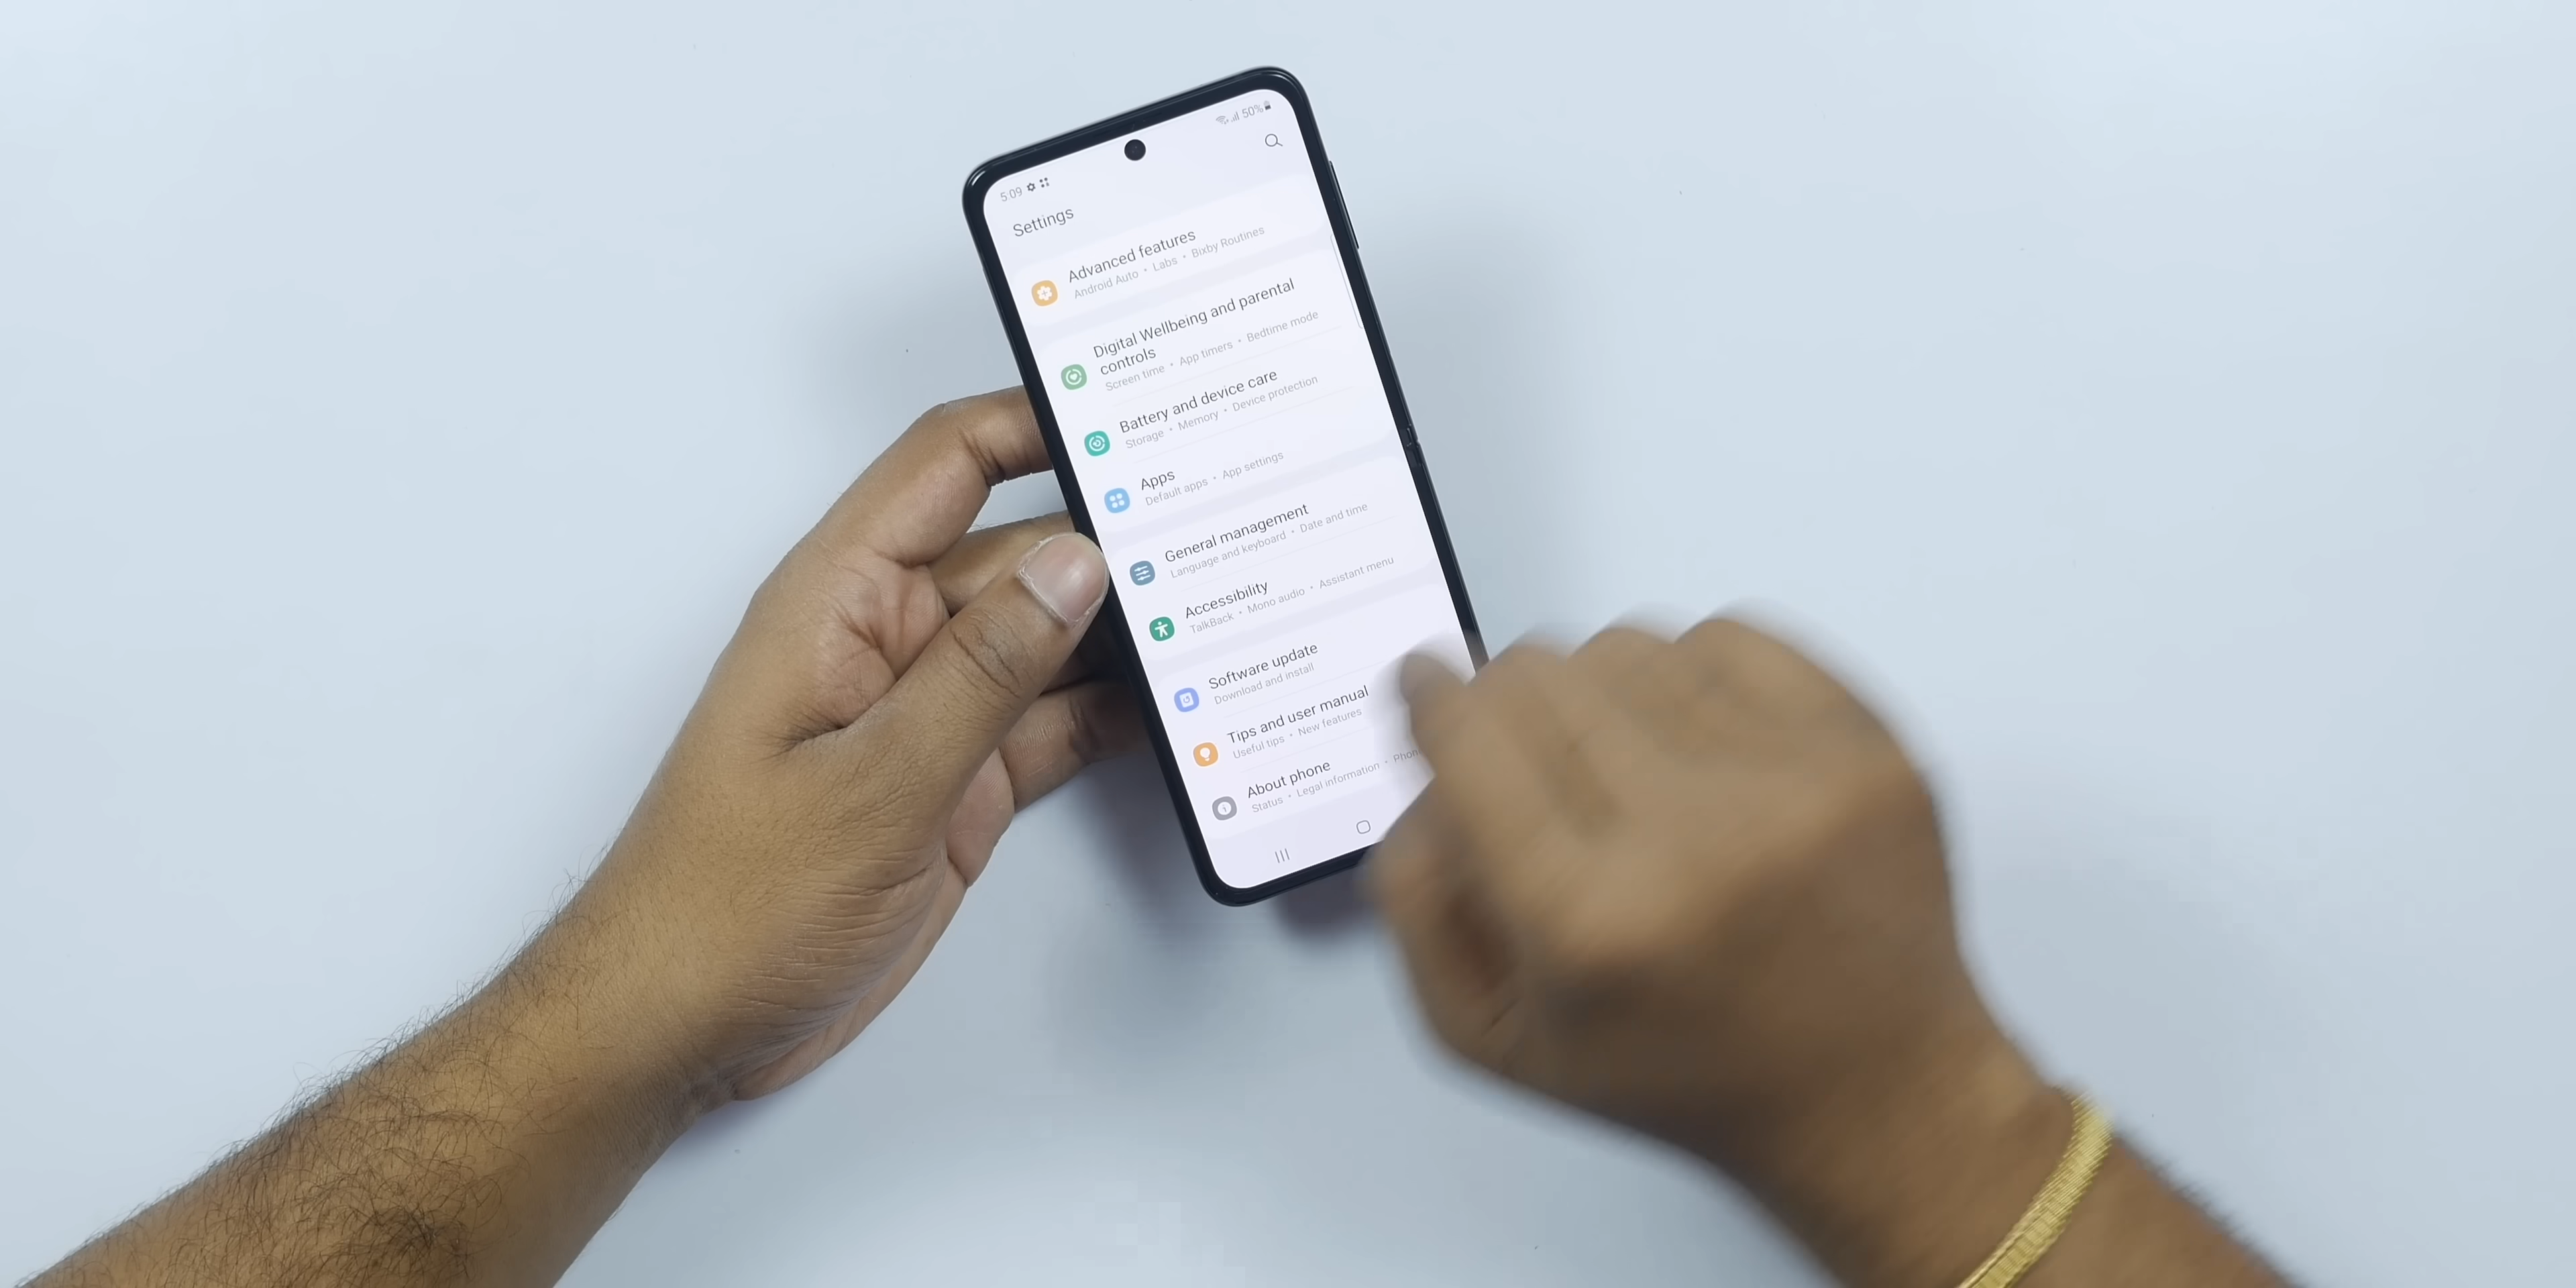 5:09
50%
Settings
Advanced features
Android Auto • Labs • Bixby Routines
Digital Wellbeing and parental
controls
Screen time • App timers • Bedtime mode
Battery and device care
Storage • Memory • Device protection
Apps
Default apps • App settings
General management
Language and keyboard • Date and time
Accessibility
TalkBack • Mono audio • Assistant menu
Software update
Download and install
Tips and user manual
Useful tips • New features
About phone
Status • Legal information •